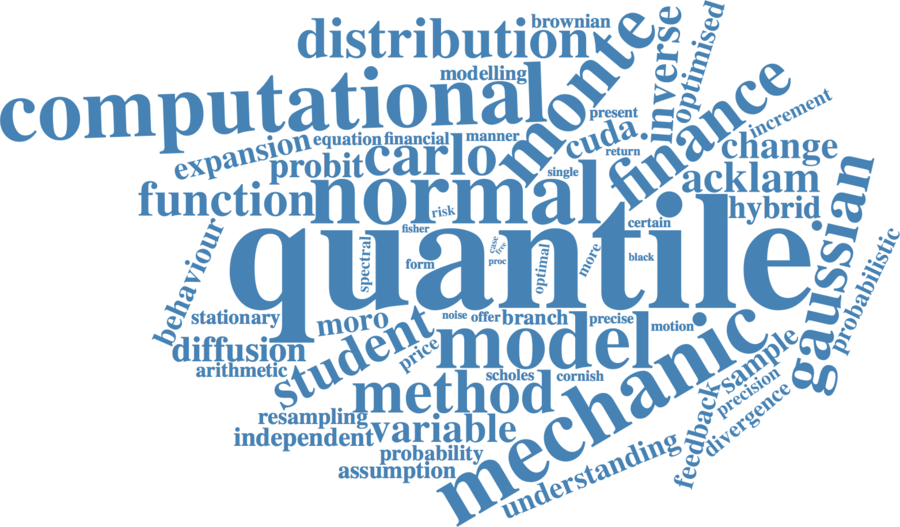 brownian
distribution
modelling
computational
monte
inverse
optimised
finance
increment
present
cuda
return
expansion
equation
financial
manner
probit
carlo
single
change
acklam
hybrid
function
normal
risk
fisher
certain
quantile
spectral
form
case
free
proc
optimal
more
black
gaussian
probabilistic
behaviour
stationary
moro
noise
offer
branch
precise
motion
diffusion
student
price
model
arithmetic
scholes
cornish
method
mechanic
sample
precision
feedback
divergence
resampling
independent
variable
probability
assumption
understanding